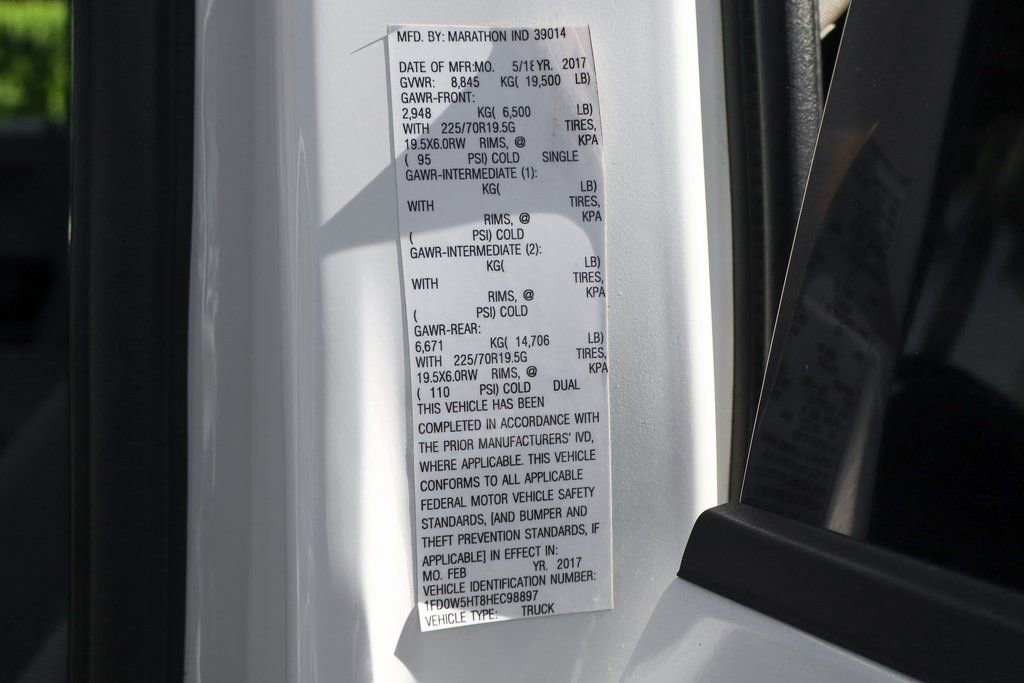 MFD. BY: MARATHON IND 39014
DATE OF MFR:MO. 5/18 YR. 2017
GVWR: 8,845 KG( 19,500 LB)
GAWR-FRONT:
2,948 KG( 6,500 LB)
WITH 225/70R19.5G TIRES,
19.5X6.0RW RIMS, @ KPA
( 95 PSI) COLD SINGLE
GAWR-INTERMEDIATE (1):
KG( LB)
WITH TIRES,
RIMS, @ KPA
( PSI) COLD
GAWR-INTERMEDIATE (2):
KG( LB)
WITH TIRES,
RIMS, @ KPA
( PSI) COLD
GAWR-REAR:
6,671 KG( 14,706 LB)
WITH 225/70R19.5G TIRES,
19.5X6.0RW RIMS, @ KPA
( 110 PSI) COLD DUAL
THIS VEHICLE HAS BEEN
COMPLETED IN ACCORDANCE WITH
THE PRIOR MANUFACTURERS' IVD,
WHERE APPLICABLE. THIS VEHICLE
CONFORMS TO ALL APPLICABLE
FEDERAL MOTOR VEHICLE SAFETY
STANDARDS, [AND BUMPER AND
THEFT PREVENTION STANDARDS, IF
APPLICABLE] IN EFFECT IN:
MO. FEB YR. 2017
VEHICLE IDENTIFICATION NUMBER:
1FD0W5HT8HEC98897
VEHICLE TYPE: TRUCK